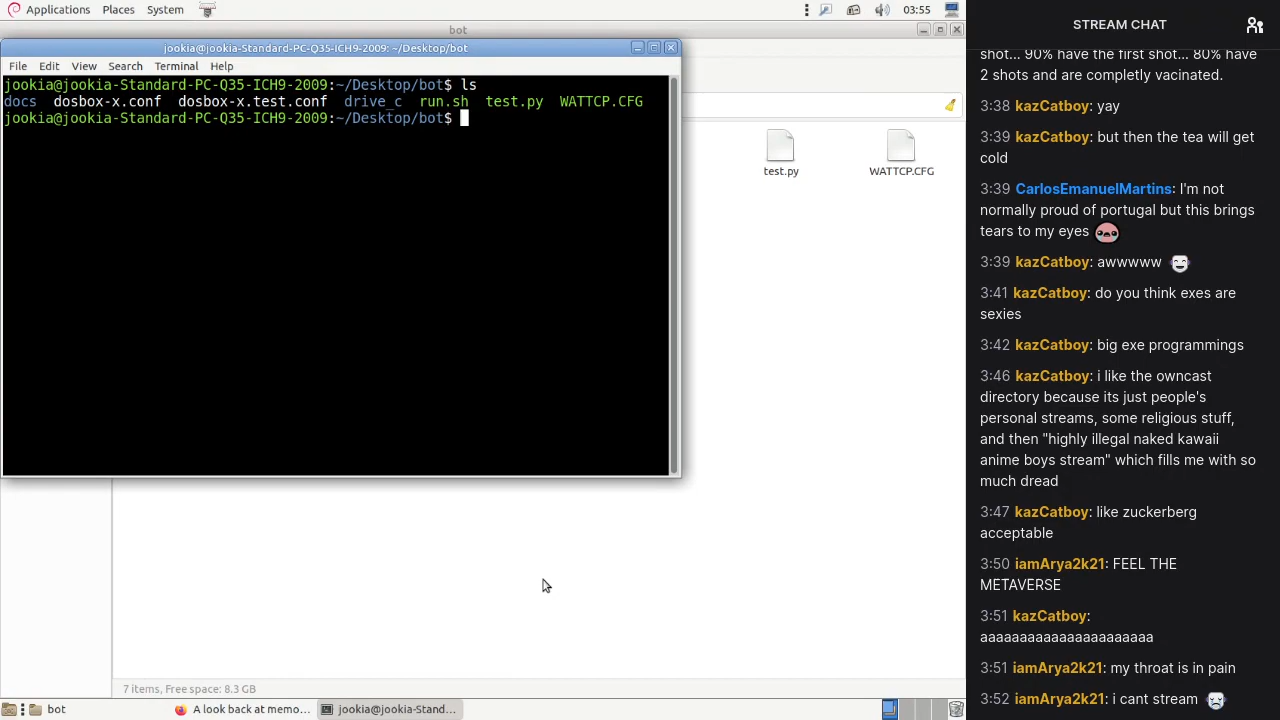 Applications Places System 03:55
bot
jookia@jookia-Standard-PC-Q35-ICH9-2009: ~/Desktop/bot
File Edit View Search Terminal Help
jookia@jookia-Standard-PC-Q35-ICH9-2009:~/Desktop/bot$ ls
docs dosbox-x.conf dosbox-x.test.conf drive_c run.sh test.py WATTCP.CFG
jookia@jookia-Standard-PC-Q35-ICH9-2009:~/Desktop/bot$
test.py WATTCP.CFG
7 items, Free space: 8.3 GB
bot A look back at memo... jookia@jookia-Stand...
STREAM CHAT
shot... 90% have the first shot... 80% have
2 shots and are completly vacinated.
3:38 kazCatboy: yay
3:39 kazCatboy: but then the tea will get
cold
3:39 CarlosEmanuelMartins: I'm not
normally proud of portugal but this brings
tears to my eyes
3:39 kazCatboy: awwwww
3:41 kazCatboy: do you think exes are
sexies
3:42 kazCatboy: big exe programmings
3:46 kazCatboy: i like the owncast
directory because its just people's
personal streams, some religious stuff,
and then "highly illegal naked kawaii
anime boys stream" which fills me with so
much dread
3:47 kazCatboy: like zuckerberg
acceptable
3:50 iamArya2k21: FEEL THE
METAVERSE
3:51 kazCatboy:
aaaaaaaaaaaaaaaaaaaaaa
3:51 iamArya2k21: my throat is in pain
3:52 iamArya2k21: i cant stream